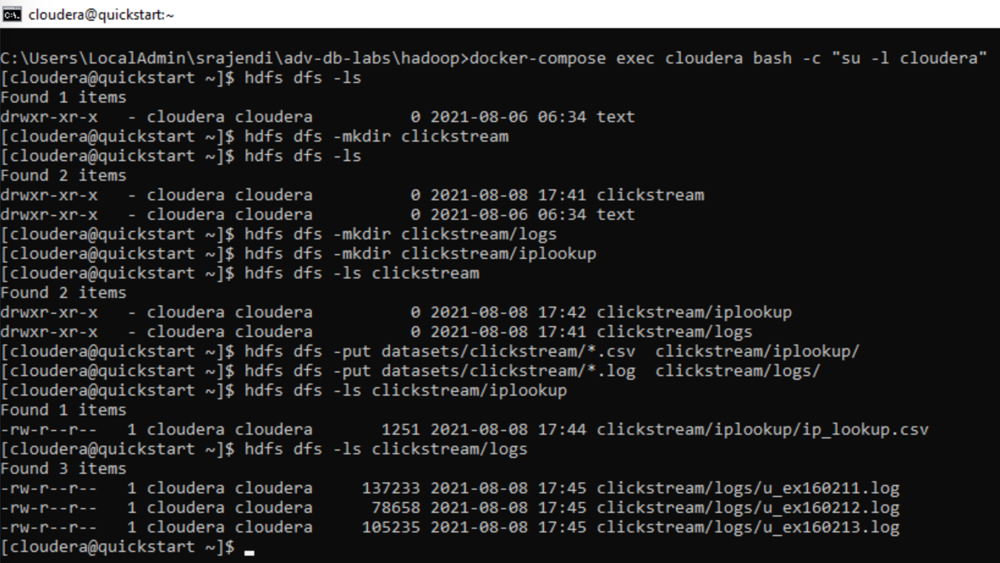 cloudera@quickstart:~
C:\Users\LocalAdmin\srajendi\adv-db-labs\hadoop>docker-compose exec cloudera bash -c "su -l cloudera"
[cloudera@quickstart ~]$ hdfs dfs -ls
Found 1 items
drwxr-xr-x   - cloudera cloudera          0 2021-08-06 06:34 text
[cloudera@quickstart ~]$ hdfs dfs -mkdir clickstream
[cloudera@quickstart ~]$ hdfs dfs -ls
Found 2 items
drwxr-xr-x   - cloudera cloudera          0 2021-08-08 17:41 clickstream
drwxr-xr-x   - cloudera cloudera          0 2021-08-06 06:34 text
[cloudera@quickstart ~]$ hdfs dfs -mkdir clickstream/logs
[cloudera@quickstart ~]$ hdfs dfs -mkdir clickstream/iplookup
[cloudera@quickstart ~]$ hdfs dfs -ls clickstream
Found 2 items
drwxr-xr-x   - cloudera cloudera          0 2021-08-08 17:42 clickstream/iplookup
drwxr-xr-x   - cloudera cloudera          0 2021-08-08 17:41 clickstream/logs
[cloudera@quickstart ~]$ hdfs dfs -put datasets/clickstream/*.csv  clickstream/iplookup/
[cloudera@quickstart ~]$ hdfs dfs -put datasets/clickstream/*.log  clickstream/logs/
[cloudera@quickstart ~]$ hdfs dfs -ls clickstream/iplookup
Found 1 items
-rw-r--r--   1 cloudera cloudera       1251 2021-08-08 17:44 clickstream/iplookup/ip_lookup.csv
[cloudera@quickstart ~]$ hdfs dfs -ls clickstream/logs
Found 3 items
-rw-r--r--   1 cloudera cloudera     137233 2021-08-08 17:45 clickstream/logs/u_ex160211.log
-rw-r--r--   1 cloudera cloudera      78658 2021-08-08 17:45 clickstream/logs/u_ex160212.log
-rw-r--r--   1 cloudera cloudera     105235 2021-08-08 17:45 clickstream/logs/u_ex160213.log
[cloudera@quickstart ~]$